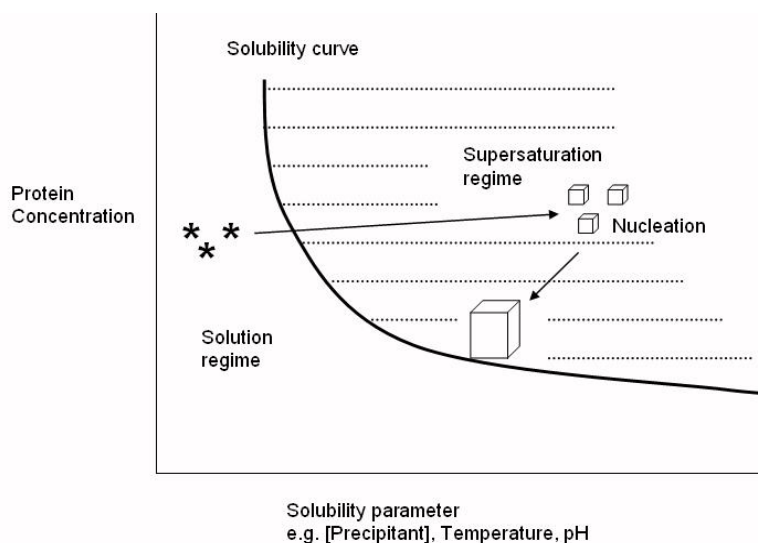 Solubility curve
Supersaturation
regime
Protein
Concentration
Nucleation
Solution
regime
Solubility parameter
e.g. [Precipitant], Temperature, pH